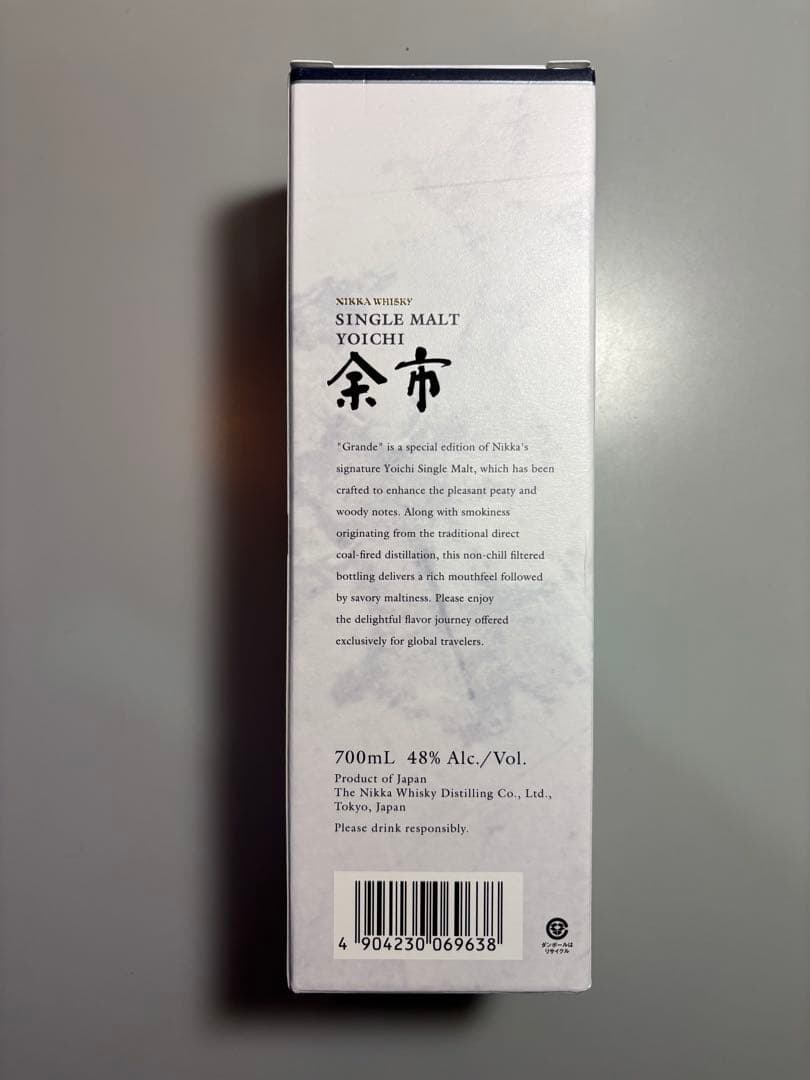 NIKKA WHISKY
SINGLE MALT
YOICHI
余市
"Grande" is a special edition of Nikka's
signature Yoichi Single Malt, which has been
crafted to enhance the pleasant peaty and
woody notes. Along with smokiness
originating from the traditional direct
coal-fired distillation, this non-chill filtered
bottling delivers a rich mouthfeel followed
by savory maltiness. Please enjoy
the delightful flavor journey offered
exclusively for global travelers.
700mL 48% Alc./Vol.
Product of Japan
The Nikka Whisky Distilling Co., Ltd.,
Tokyo, Japan
Please drink responsibly.
4 904230 069638
ダンボールは
リサイクル